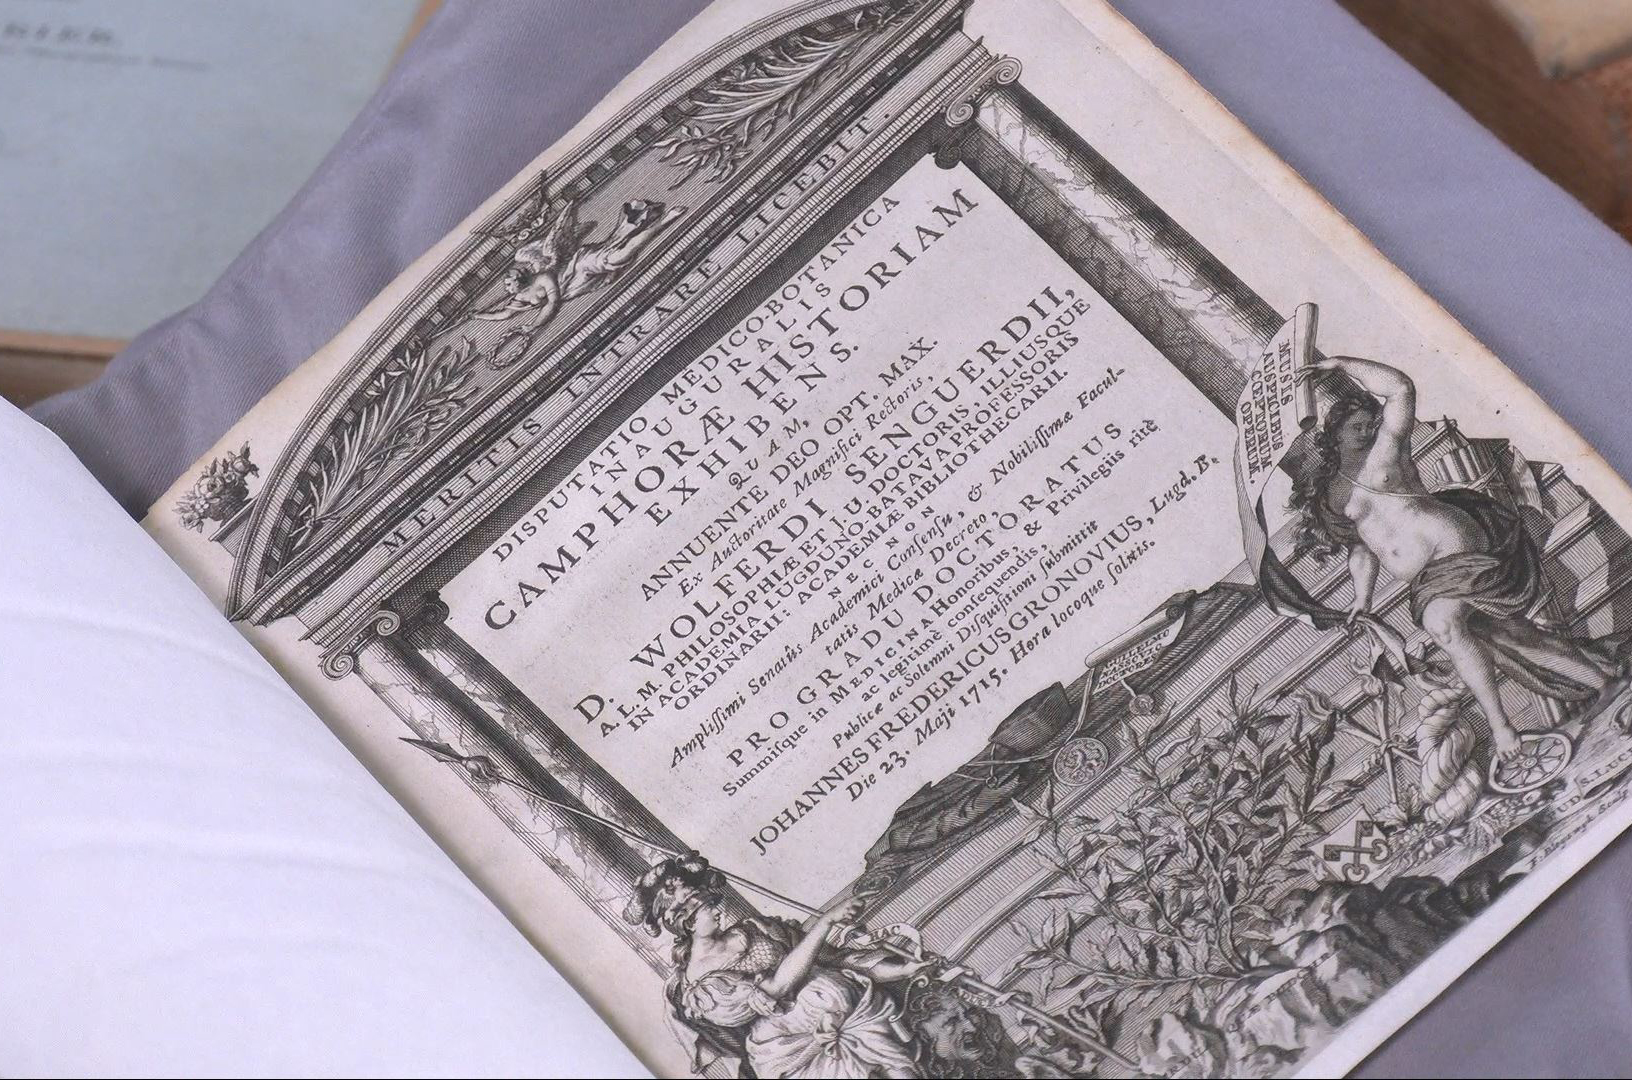 MERITIS INTRARE LICEBIT.
DISPUTATIO MEDICO-BOTANICA
INAUGURALIS
CAMPHORÆ HISTORIAM
EXHIBENS.
QUAM,
ANNUENTE DEO OPT. MAX.
Ex Auctoritate Magnifici Rectoris,
D. WOLFERDI SENGUERDII,
A. L. M. PHILOSOPHIÆ ET J. U. DOCTORIS, ILLIUSQUE
IN ACADEMIA LUGDUNO-BATAVA PROFESSORIS
ORDINARII: ACADEMIÆ BIBLIOTHECARII
NEC NON
Ampliſſimi Senatûs Academici Conſenſu, & Nobiliſſimæ Facul-
tatis Medicæ Decreto,
PRO GRADU DOCTORATUS
Summiſque in MEDICINA Honoribus, & Privilegiis ritè
ac legitimè conſequendis,
Publicæ ac Solemni Diſquiſitioni ſubmittit
JOHANNES FREDERICUS GRONOVIUS, Lugd. B.
Die 23. Maji 1715. Hora locoque ſolitis.
MUSIS
AUSPICIBUS
COEPTORUM
OPERUM.
DOCTORES
HAC